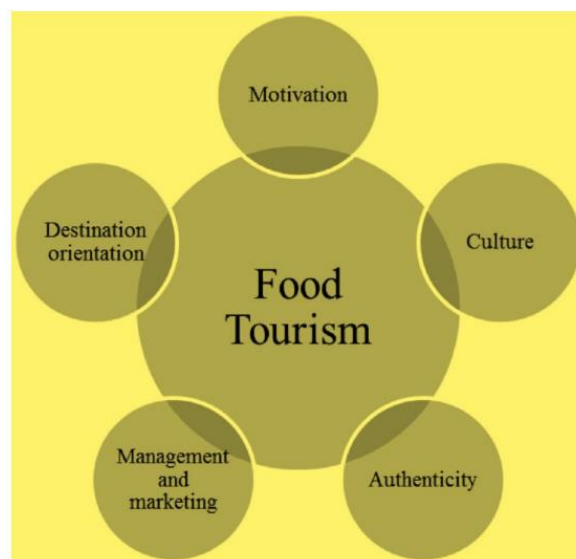 Motivation
Destination
orientation
Culture
Food
Tourism
Management
and
marketing
Authenticity